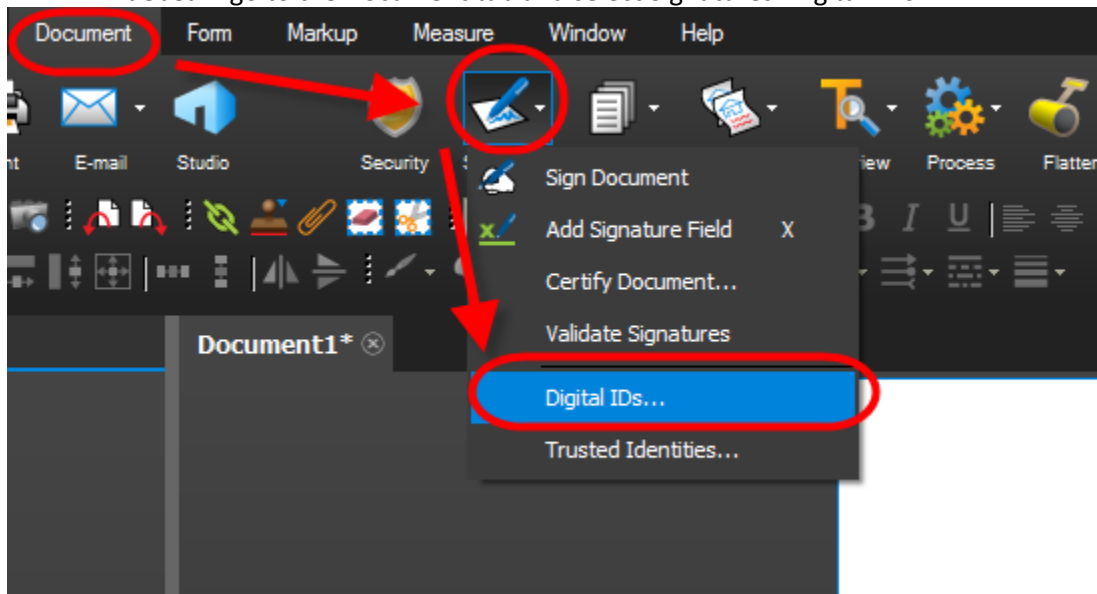 Document Form Markup Measure Window Help
E-mail Studio Security Process Flatten
Sign Document
Add Signature Field X
Certify Document...
Validate Signatures
Document1*
Digital IDs...
Trusted Identities...